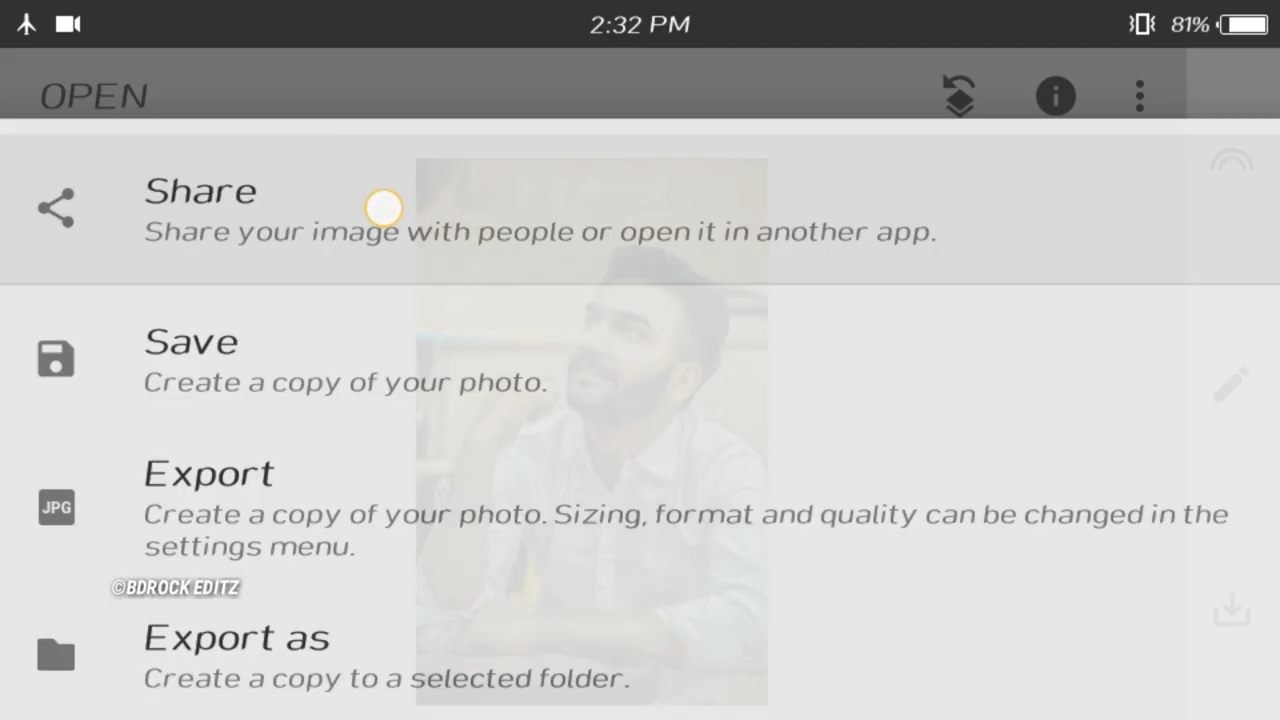 2:32 PM
81%
OPEN
Share
Share your image with people or open it in another app.
Save
Create a copy of your photo.
Export
JPG
Create a copy of your photo. Sizing, format and quality can be changed in the
settings menu.
©BDROCK EDITZ
Export as
Create a copy to a selected folder.